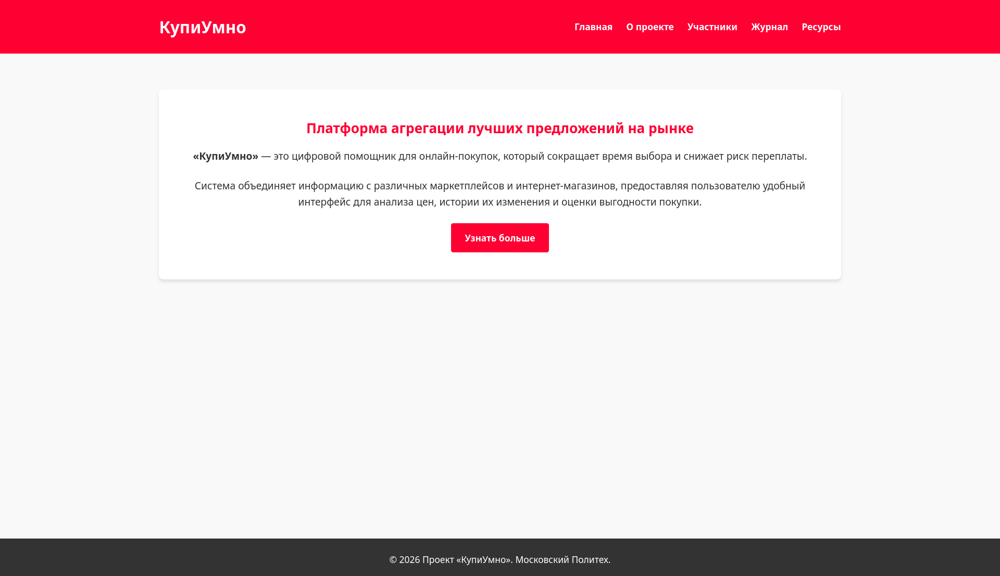 КупиУмно
Главная
О проекте
Участники
Журнал
Ресурсы
Платформа агрегации лучших предложений на рынке
«КупиУмно» — это цифровой помощник для онлайн-покупок, который сокращает время выбора и снижает риск переплаты.
Система объединяет информацию с различных маркетплейсов и интернет-магазинов, предоставляя пользователю удобный
интерфейс для анализа цен, истории их изменения и оценки выгодности покупки.
Узнать больше
© 2026 Проект «КупиУмно». Московский Политех.